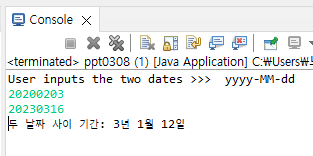 Console
<terminated> ppt0308 (1) [Java Application] C:₩Users₩
User inputs the two dates >>>  yyyy-MM-dd
20200203
20230316
두 날짜 사이 기간: 3년 1월 12일